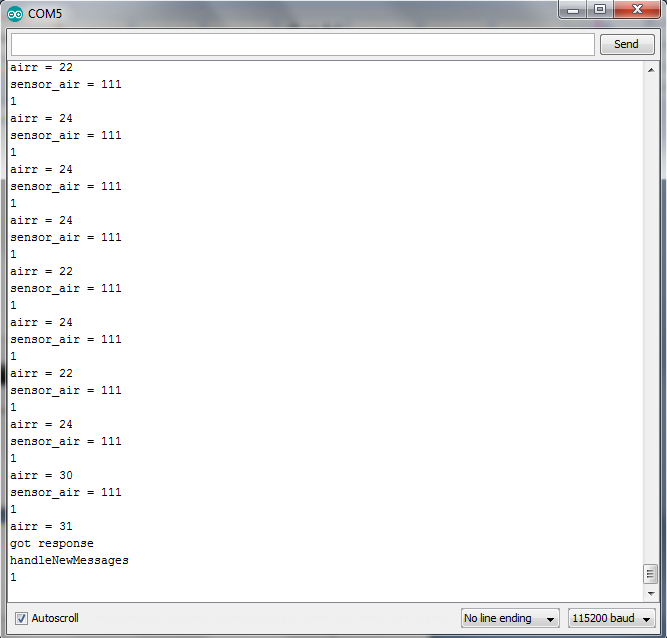 COM5
Send
airr = 22
sensor_air = 111
1
airr = 24
sensor_air = 111
1
airr = 24
sensor_air = 111
1
airr = 24
sensor_air = 111
1
airr = 22
sensor_air = 111
1
airr = 24
sensor_air = 111
1
airr = 22
sensor_air = 111
1
airr = 24
sensor_air = 111
1
airr = 30
sensor_air = 111
1
airr = 31
got response
handleNewMessages
1
Autoscroll
No line ending
115200 baud